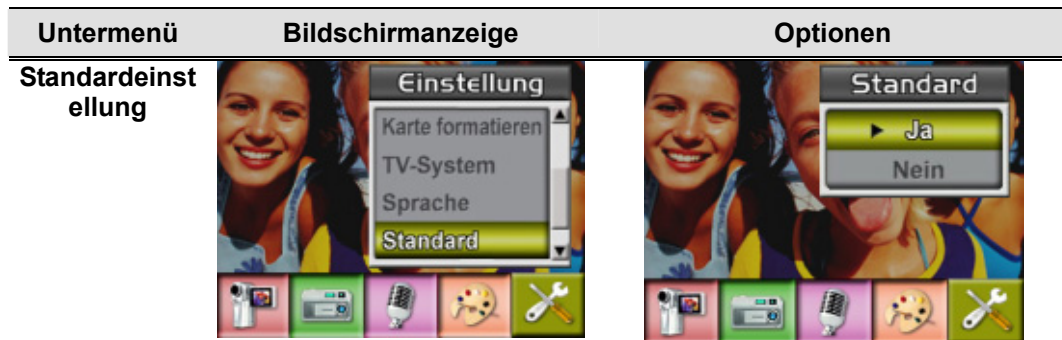 Untermenü Bildschirmanzeige Optionen
Standardeinst
ellung
Einstellung
Karte formatieren
TV-System
Sprache
Standard
Standard
Ja
Nein